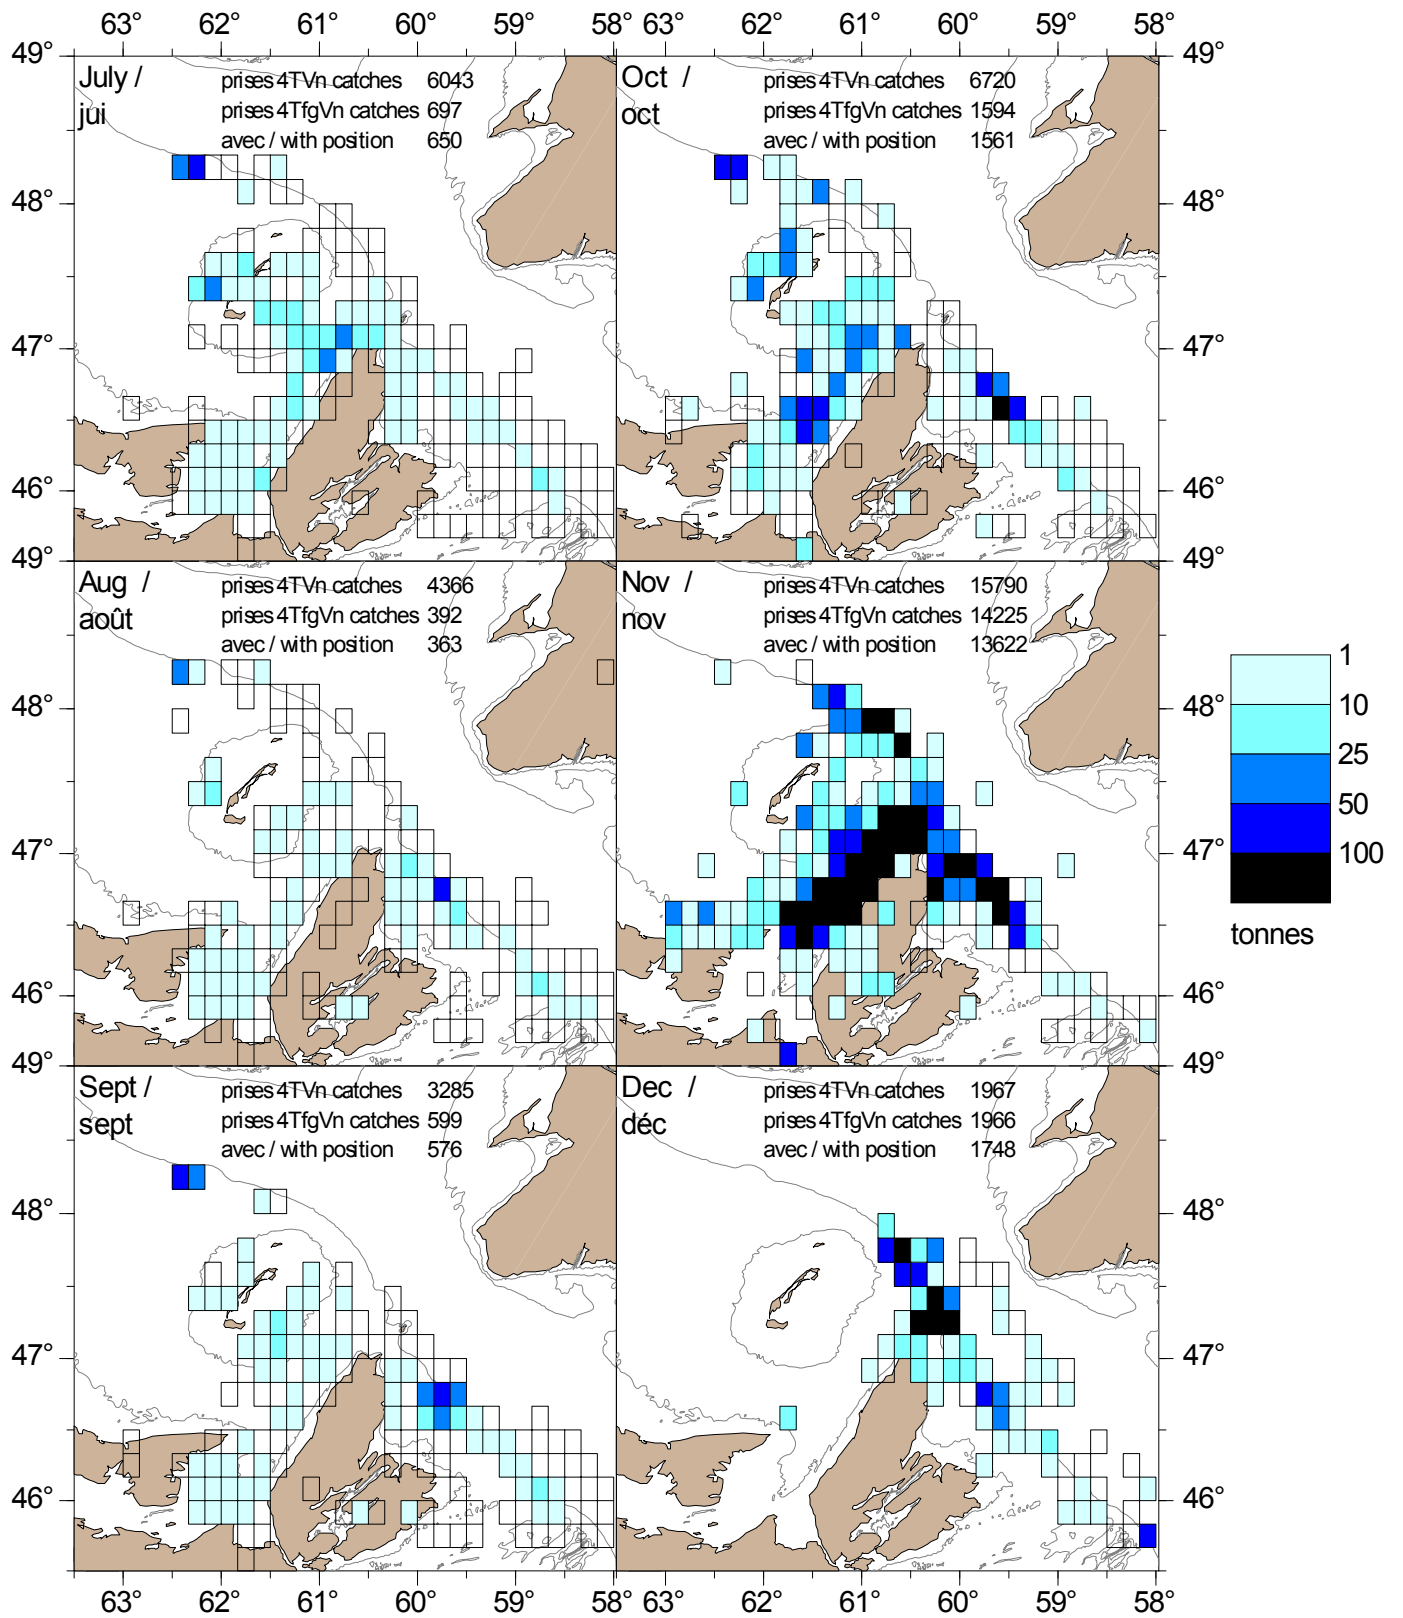 63° 62° 61° 60° 59° 58° 63° 62° 61° 60° 59° 58°
49° 49°
July / jui
prises 4TVn catches 6043
prises 4TfgVn catches 697
avec / with position 650
Oct / oct
prises 4TVn catches 6720
prises 4TfgVn catches 1594
avec / with position 1561
48° 48°
47° 47°
46° 46°
49° 49°
Aug / août
prises 4TVn catches 4366
prises 4TfgVn catches 392
avec / with position 363
Nov / nov
prises 4TVn catches 15790
prises 4TfgVn catches 14225
avec / with position 13622
48° 48°
47° 47°
46° 46°
49° 49°
1
10
25
50
100
tonnes
Sept / sept
prises 4TVn catches 3285
prises 4TfgVn catches 599
avec / with position 576
Dec / déc
prises 4TVn catches 1967
prises 4TfgVn catches 1966
avec / with position 1748
48° 48°
47° 47°
46° 46°
63° 62° 61° 60° 59° 58° 63° 62° 61° 60° 59° 58°